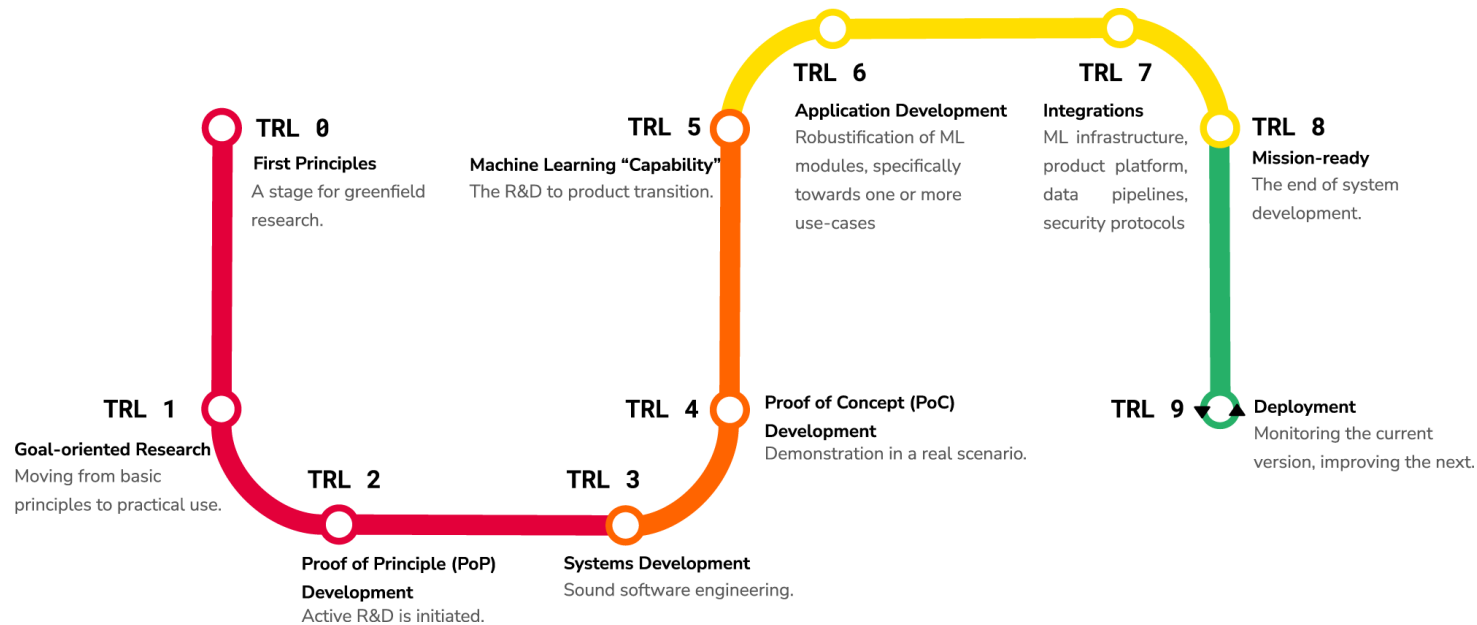 TRL 0
First Principles
A stage for greenfield
research.
TRL 1
Goal-oriented Research
Moving from basic
principles to practical use.
TRL 2
Proof of Principle (PoP)
Development
Active R&D is initiated.
TRL 3
Systems Development
Sound software engineering.
TRL 4
Proof of Concept (PoC)
Development
Demonstration in a real scenario.
TRL 5
Machine Learning “Capability”
The R&D to product transition.
TRL 6
Application Development
Robustification of ML
modules, specifically
towards one or more
use-cases
TRL 7
Integrations
ML infrastructure,
product platform,
data pipelines,
security protocols
TRL 8
Mission-ready
The end of system
development.
TRL 9
Deployment
Monitoring the current
version, improving the next.